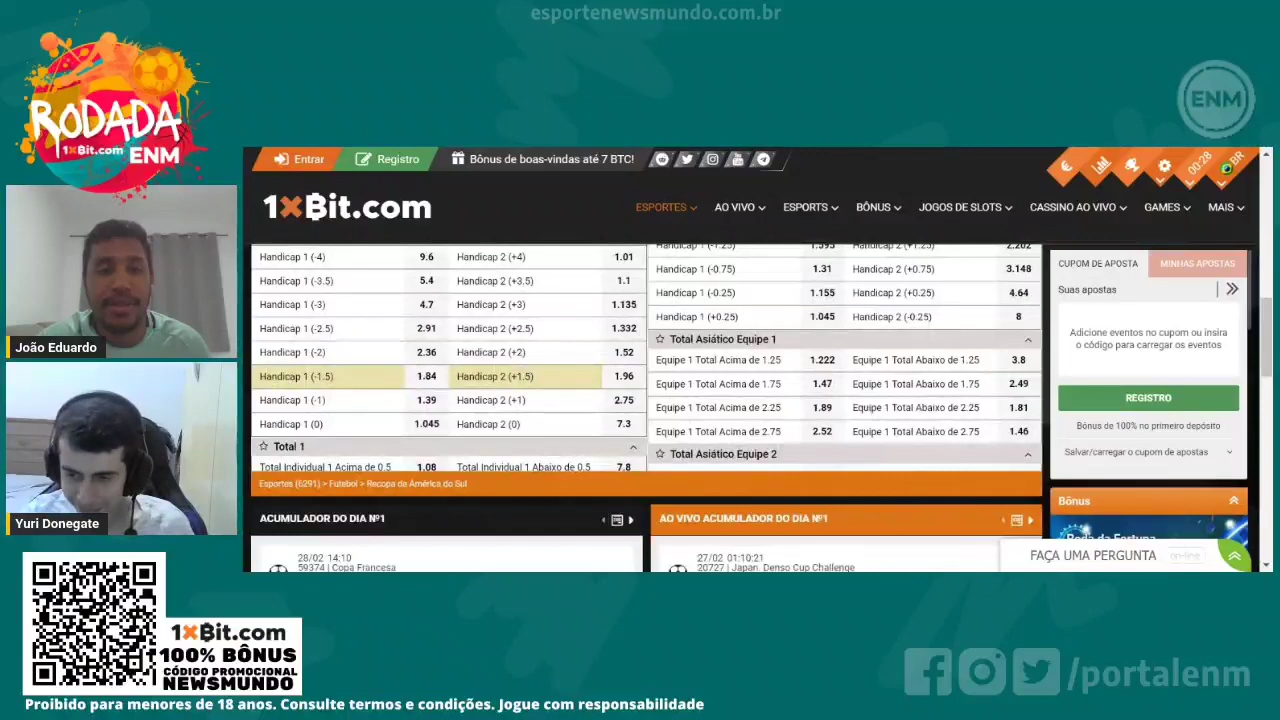 esportenewsmundo.com.br
ENM
RODADA
1xBit.com
ENM
Entrar
Registro
Bônus de boas-vindas até 7 BTC!
00:28
BR
1xBit.com
ESPORTES
AO VIVO
ESPORTS
BÔNUS
JOGOS DE SLOTS
CASSINO AO VIVO
GAMES
MAIS
Handicap 1 (-4) 9.6 Handicap 2 (+4) 1.01
Handicap 1 (-3.5) 5.4 Handicap 2 (+3.5) 1.1
Handicap 1 (-3) 4.7 Handicap 2 (+3) 1.135
Handicap 1 (-2.5) 2.91 Handicap 2 (+2.5) 1.332
Handicap 1 (-2) 2.36 Handicap 2 (+2) 1.52
Handicap 1 (-1.5) 1.84 Handicap 2 (+1.5) 1.96
Handicap 1 (-1) 1.39 Handicap 2 (+1) 2.75
Handicap 1 (0) 1.045 Handicap 2 (0) 7.3
Total 1
Total Individual 1 Acima de 0.5 1.08 Total Individual 1 Abaixo de 0.5 7.8
Handicap 1 (-1.25) 1.595 Handicap 2 (+1.25) 2.202
Handicap 1 (-0.75) 1.31 Handicap 2 (+0.75) 3.148
Handicap 1 (-0.25) 1.155 Handicap 2 (+0.25) 4.64
Handicap 1 (+0.25) 1.045 Handicap 2 (-0.25) 8
Total Asiático Equipe 1
Equipe 1 Total Acima de 1.25 1.222 Equipe 1 Total Abaixo de 1.25 3.8
Equipe 1 Total Acima de 1.75 1.47 Equipe 1 Total Abaixo de 1.75 2.49
Equipe 1 Total Acima de 2.25 1.89 Equipe 1 Total Abaixo de 2.25 1.81
Equipe 1 Total Acima de 2.75 2.52 Equipe 1 Total Abaixo de 2.75 1.46
Total Asiático Equipe 2
CUPOM DE APOSTA
MINHAS APOSTAS
Suas apostas
Adicione eventos no cupom ou insira
o código para carregar os eventos
REGISTRO
Bônus de 100% no primeiro depósito
Salvar/carregar o cupom de apostas
Bônus
Roda da Fortuna
Esportes (6291) > Futebol > Recopa de América do Sul
ACUMULADOR DO DIA Nº1
28/02 14:10
59374 | Copa Francesa
AO VIVO ACUMULADOR DO DIA Nº1
27/02 01:10:21
20727 | Japan. Denso Cup Challenge
FAÇA UMA PERGUNTA
on-line
João Eduardo
Yuri Donegate
1xBit.com
100% BÔNUS
CÓDIGO PROMOCIONAL
NEWSMUNDO
/portalenm
Proibido para menores de 18 anos. Consulte termos e condições. Jogue com responsabilidade